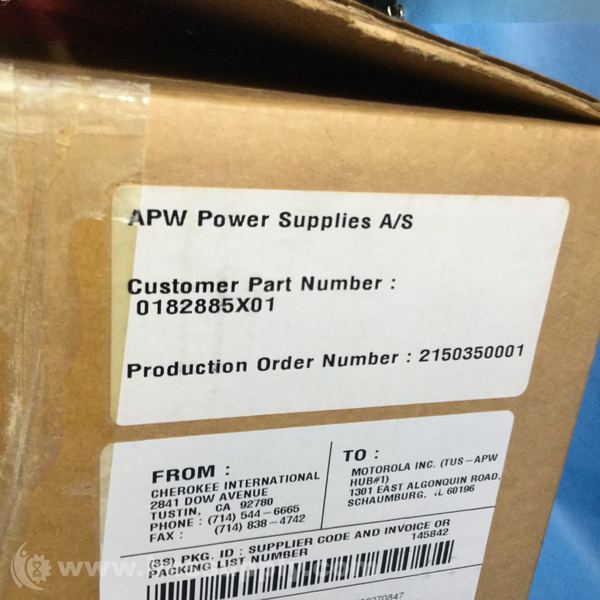 APW Power Supplies A/S
Customer Part Number :
0182885X01
Production Order Number : 2150350001
FROM :
CHEROKEE INTERNATIONAL
2841 DOW AVENUE
TUSTIN, CA 92780
PHONE : (714) 544-6665
FAX : (714) 838-4742
TO :
MOTOROLA INC. (TUS-APW
HUB#1)
1301 EAST ALGONQUIN ROAD,
SCHAUMBURG, IL 60196
(3S) PKG. ID : SUPPLIER CODE AND INVOICE OR
PACKING LIST NUMBER
145842